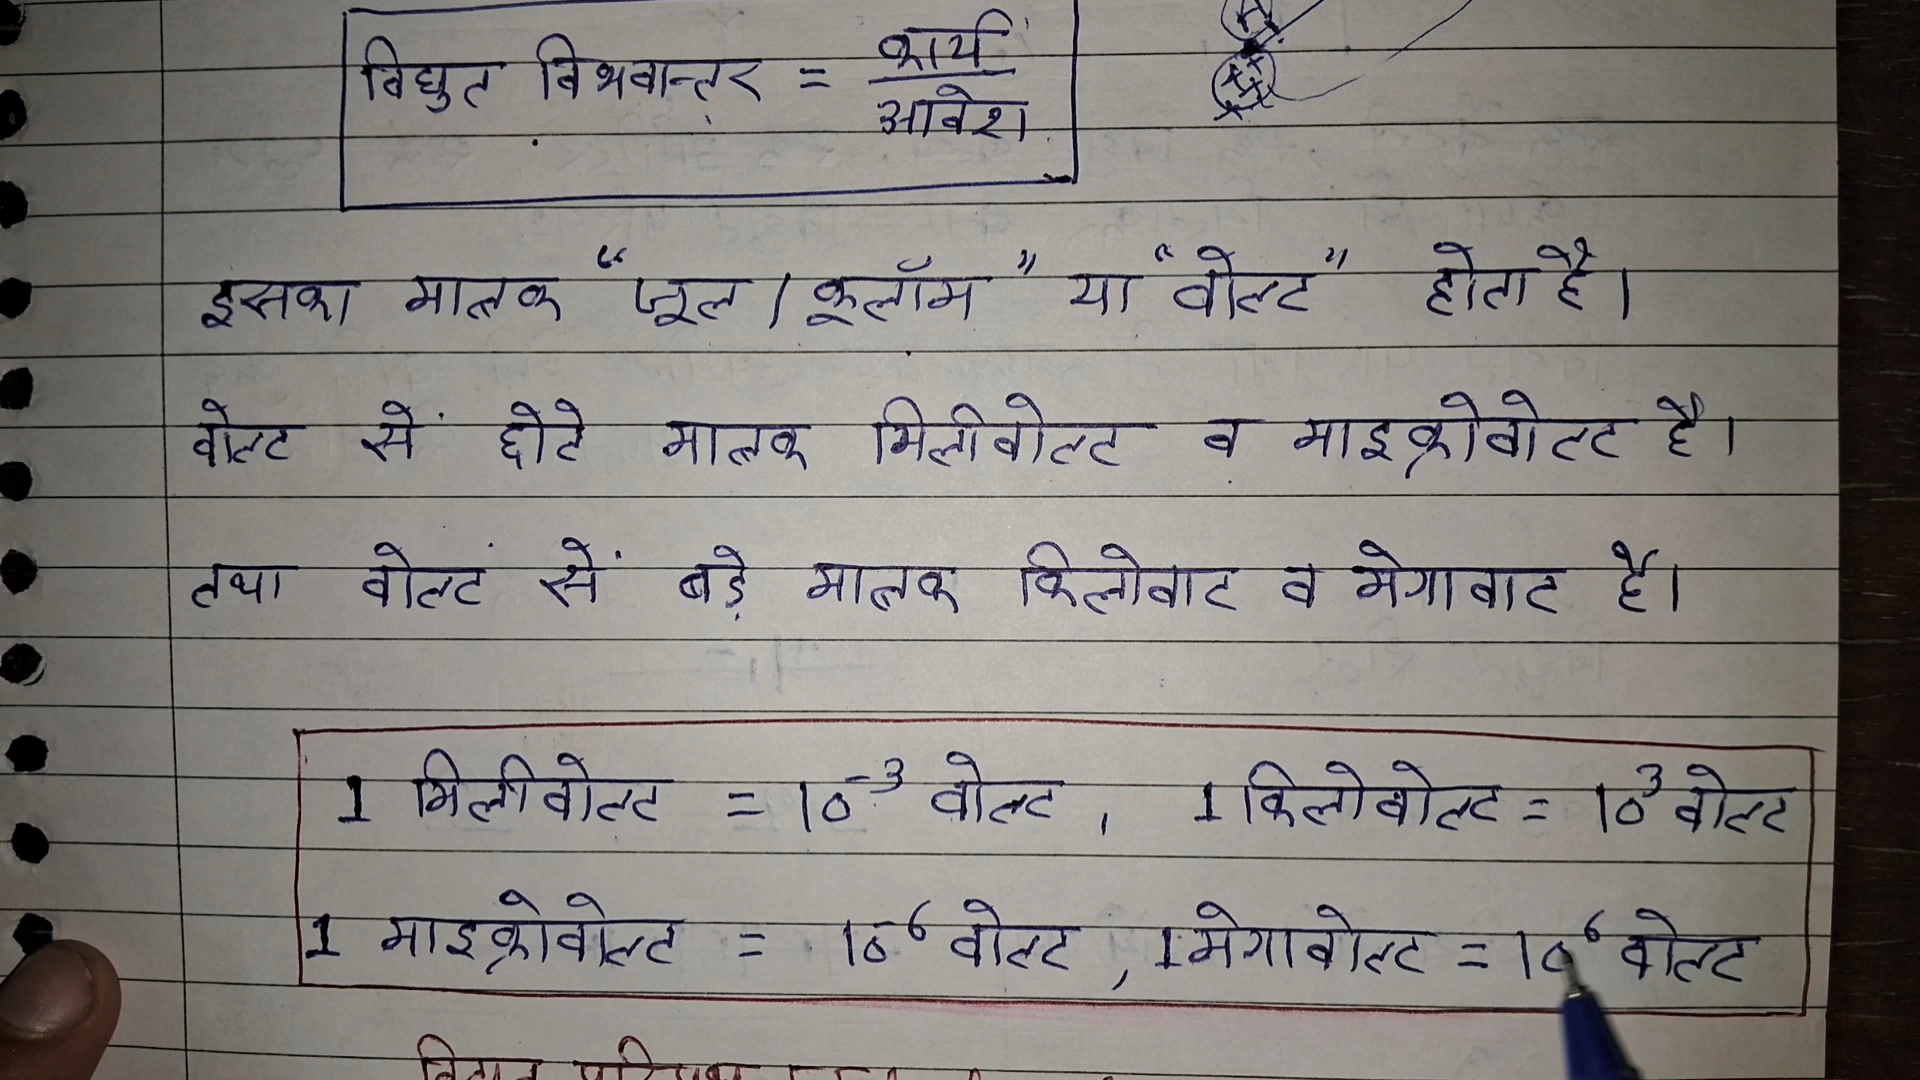 विधुत विभवान्तर = कार्य / आवेश
इसका मात्रक "जूल / कूलॉम" या "वोल्ट" होता है।
वोल्ट सें छोटे मात्रक मिलीवोल्ट व माइक्रोवोल्ट है।
तथा वोल्ट सें बड़े मात्रक किलोवाट व मेगावाट है।
1 मिलीवोल्ट = 10⁻³ वोल्ट, 1 किलोवोल्ट = 10³ वोल्ट
1 माइक्रोवोल्ट = 10⁻⁶ वोल्ट, 1 मेगावोल्ट = 10⁶ वोल्ट